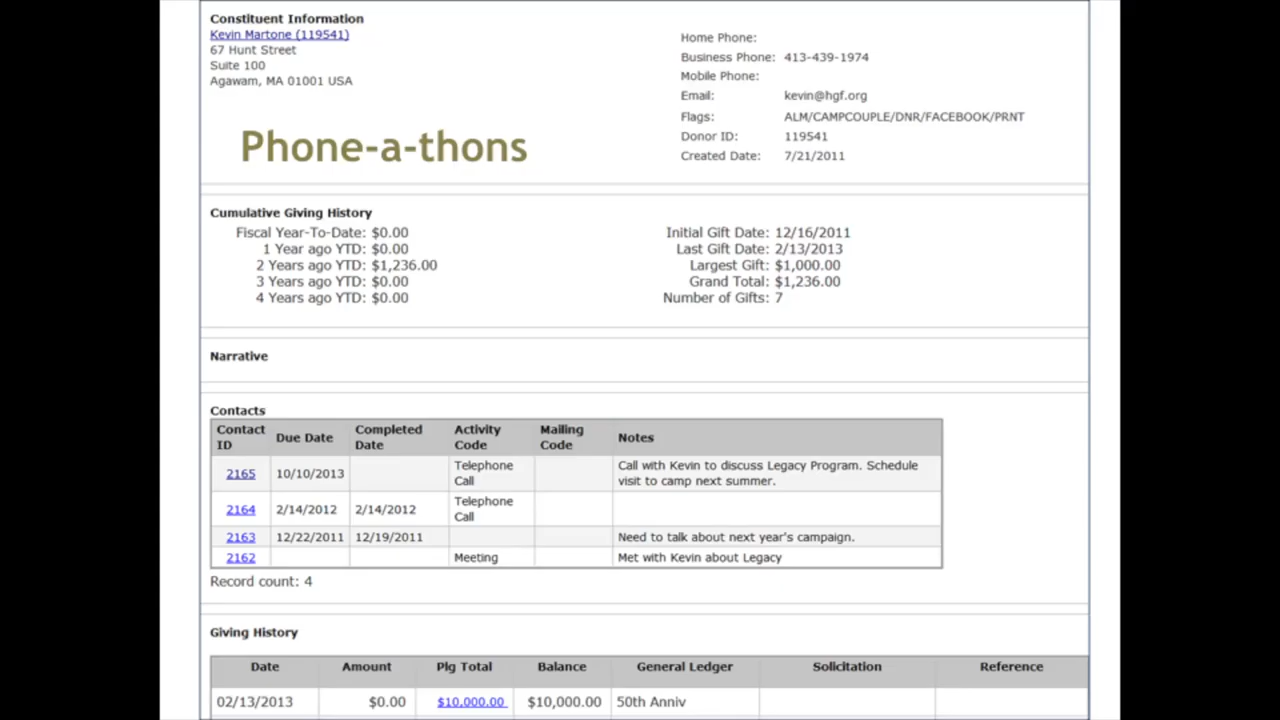 Constituent Information
Kevin Martone (119541)
67 Hunt Street
Suite 100
Agawam, MA 01001 USA
Home Phone:
Business Phone: 413-439-1974
Mobile Phone:
Email: kevin@hgf.org
Flags: ALM/CAMPCOUPLE/DNR/FACEBOOK/PRNT
Donor ID: 119541
Created Date: 7/21/2011
Phone-a-thons
Cumulative Giving History
Fiscal Year-To-Date: $0.00
1 Year ago YTD: $0.00
2 Years ago YTD: $1,236.00
3 Years ago YTD: $0.00
4 Years ago YTD: $0.00
Initial Gift Date: 12/16/2011
Last Gift Date: 2/13/2013
Largest Gift: $1,000.00
Grand Total: $1,236.00
Number of Gifts: 7
Narrative
Contacts
Contact ID Due Date Completed Date Activity Code Mailing Code Notes
2165 10/10/2013 Telephone Call Call with Kevin to discuss Legacy Program. Schedule visit to camp next summer.
2164 2/14/2012 2/14/2012 Telephone Call
2163 12/22/2011 12/19/2011 Need to talk about next year's campaign.
2162 Meeting Met with Kevin about Legacy
Record count: 4
Giving History
Date Amount Plg Total Balance General Ledger Solicitation Reference
02/13/2013 $0.00 $10,000.00 $10,000.00 50th Anniv